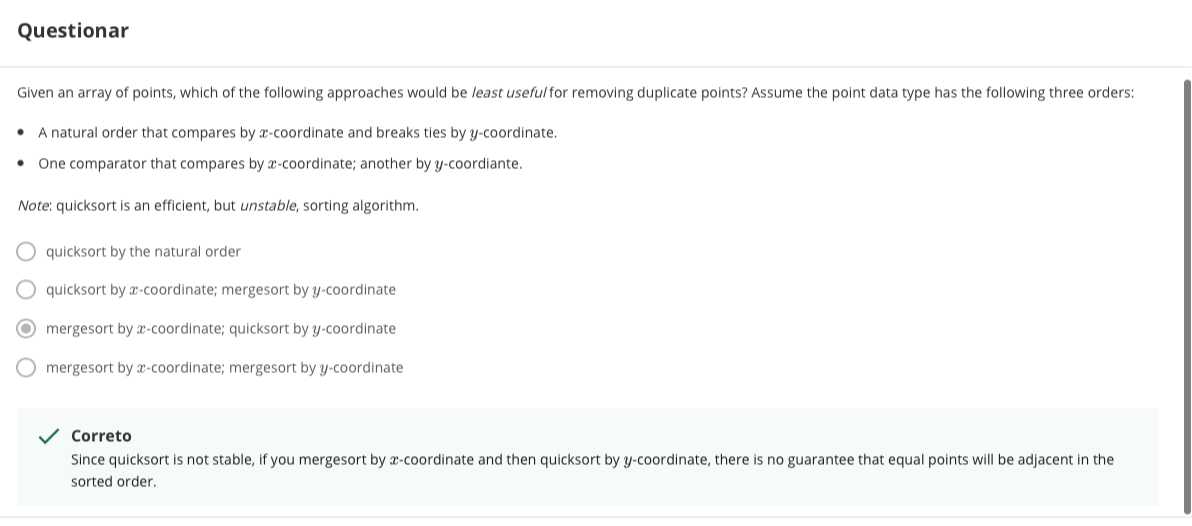 Questionar
Given an array of points, which of the following approaches would be least useful for removing duplicate points? Assume the point data type has the following three orders:
• A natural order that compares by x-coordinate and breaks ties by y-coordinate.
• One comparator that compares by x-coordinate; another by y-coordiante.
Note: quicksort is an efficient, but unstable, sorting algorithm.
quicksort by the natural order
quicksort by x-coordinate; mergesort by y-coordinate
mergesort by x-coordinate; quicksort by y-coordinate
mergesort by x-coordinate; mergesort by y-coordinate
Correto
Since quicksort is not stable, if you mergesort by x-coordinate and then quicksort by y-coordinate, there is no guarantee that equal points will be adjacent in the
sorted order.